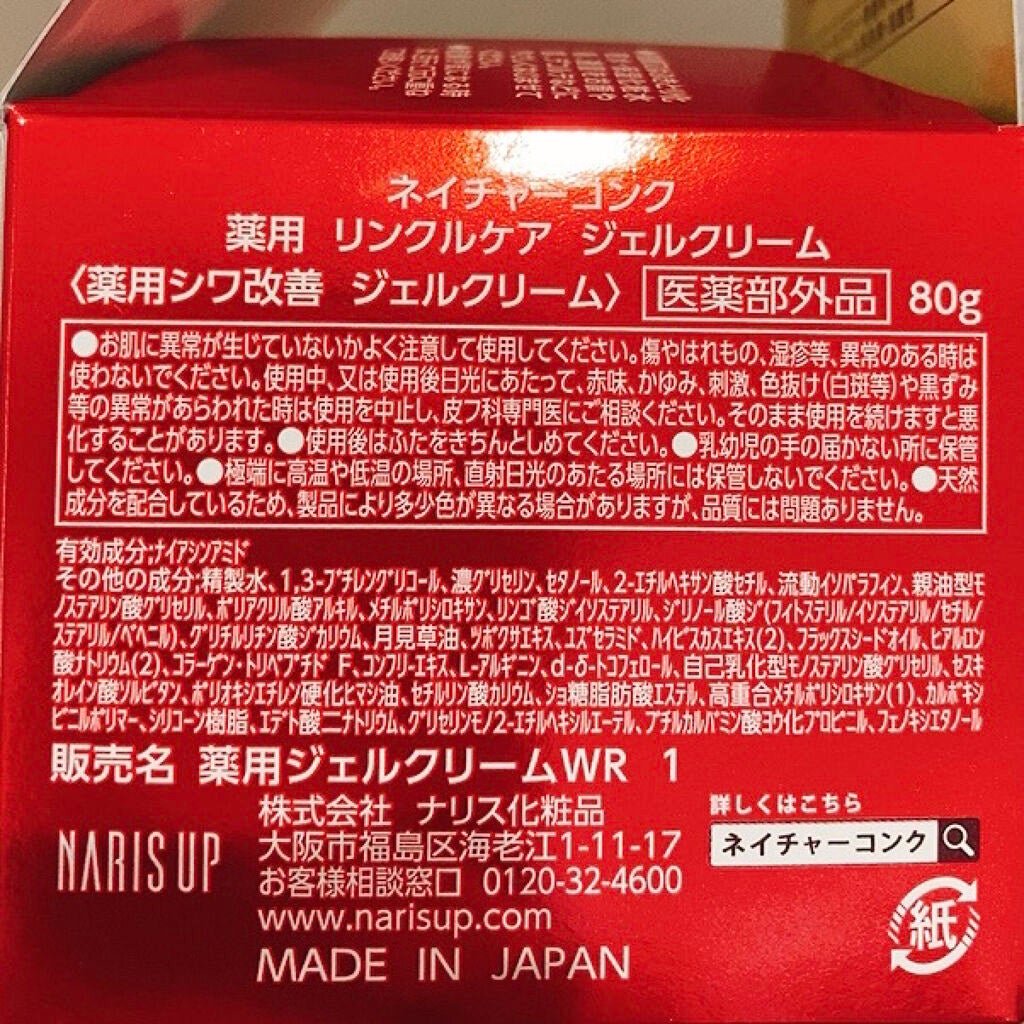 ネイチャーコンク
薬用 リンクルケア ジェルクリーム
〈薬用シワ改善 ジェルクリーム〉 医薬部外品 80g
●お肌に異常が生じていないかよく注意して使用してください。傷やはれもの、湿疹等、異常のある時は
使わないでください。使用中、又は使用後日光にあたって、赤味、かゆみ、刺激、色抜け(白斑等)や黒ずみ
等の異常があらわれた時は使用を中止し、皮フ科専門医にご相談ください。そのまま使用を続けますと悪
化することがあります。●使用後はふたをきちんとしめてください。●乳幼児の手の届かない所に保管
してください。●極端に高温や低温の場所、直射日光のあたる場所には保管しないでください。●天然
成分を配合しているため、製品により多少色が異なる場合がありますが、品質には問題ありません。
有効成分;ナイアシンアミド
その他の成分;精製水、1,3-ブチレングリコール、濃グリセリン、セタノール、2-エチルヘキサン酸セチル、流動イソパラフィン、親油型モ
ノステアリン酸グリセリル、ポリアクリル酸アルキル、メチルポリシロキサン、リンゴ酸ジイソステアリル、ジリノール酸ジ(フィトステリル/イソステアリル/セチル/
ステアリル/ベヘニル)、グリチルリチン酸ジカリウム、月見草油、ツボクサエキス、ユズセラミド、ハイビスカスエキス(2)、フラックスシードオイル、ヒアルロン
酸ナトリウム(2)、コラーゲン・トリペプチド F、コンフリーエキス、L-アルギニン、d-δ-トコフェロール、自己乳化型モノステアリン酸グリセリル、セスキ
オレイン酸ソルビタン、ポリオキシエチレン硬化ヒマシ油、セチルリン酸カリウム、ショ糖脂肪酸エステル、高重合メチルポリシロキサン(1)、カルボキシ
ビニルポリマー、シリコーン樹脂、エデト酸二ナトリウム、グリセリンモノ2-エチルヘキシルエーテル、ブチルカルバミン酸ヨウ化プロピニル、フェノキシエタノール
販売名 薬用ジェルクリームWR 1
株式会社 ナリス化粧品
大阪市福島区海老江1-11-17
お客様相談窓口 0120-32-4600
www.narisup.com
MADE IN JAPAN
NARIS UP
詳しくはこちら
ネイチャーコンク
紙